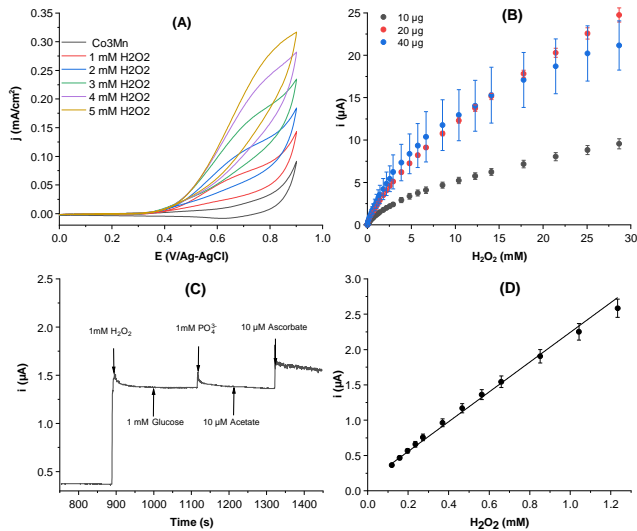 (A)
Co3Mn
1 mM H2O2
2 mM H2O2
3 mM H2O2
4 mM H2O2
5 mM H2O2
j (mA/cm²)
0.35
0.30
0.25
0.20
0.15
0.10
0.05
0.00
0.0 0.2 0.4 0.6 0.8 1.0
E (V/Ag-AgCl)
(B)
10 µg
20 µg
40 µg
i (µA)
25
20
15
10
5
0
0 5 10 15 20 25 30
H₂O₂ (mM)
(C)
1mM H₂O₂
1mM PO₄³⁻
10 µM Ascorbate
1 mM Glucose
10 µM Acetate
i (µA)
2.5
2.0
1.5
1.0
0.5
800 900 1000 1100 1200 1300 1400
Time (s)
(D)
i (µA)
3.0
2.5
2.0
1.5
1.0
0.5
0.0
0.0 0.2 0.4 0.6 0.8 1.0 1.2
H₂O₂ (mM)